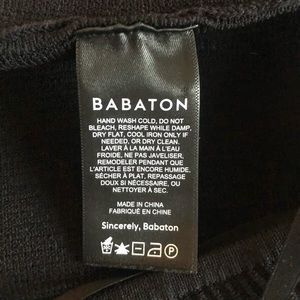 BABATON
HAND WASH COLD, DO NOT
BLEACH, RESHAPE WHILE DAMP,
DRY FLAT, COOL IRON ONLY IF
NEEDED, OR DRY CLEAN.
LAVER À LA MAIN À L'EAU
FROIDE, NE PAS JAVELISER.
REMODELER PENDANT QUE
L'ARTICLE EST ENCORE HUMIDE.
SÉCHER À PLAT, REPASSAGE
DOUX SI NÉCESSAIRE, OU
NETTOYER À SEC.
MADE IN CHINA
FABRIQUÉ EN CHINE
Sincerely, Babaton